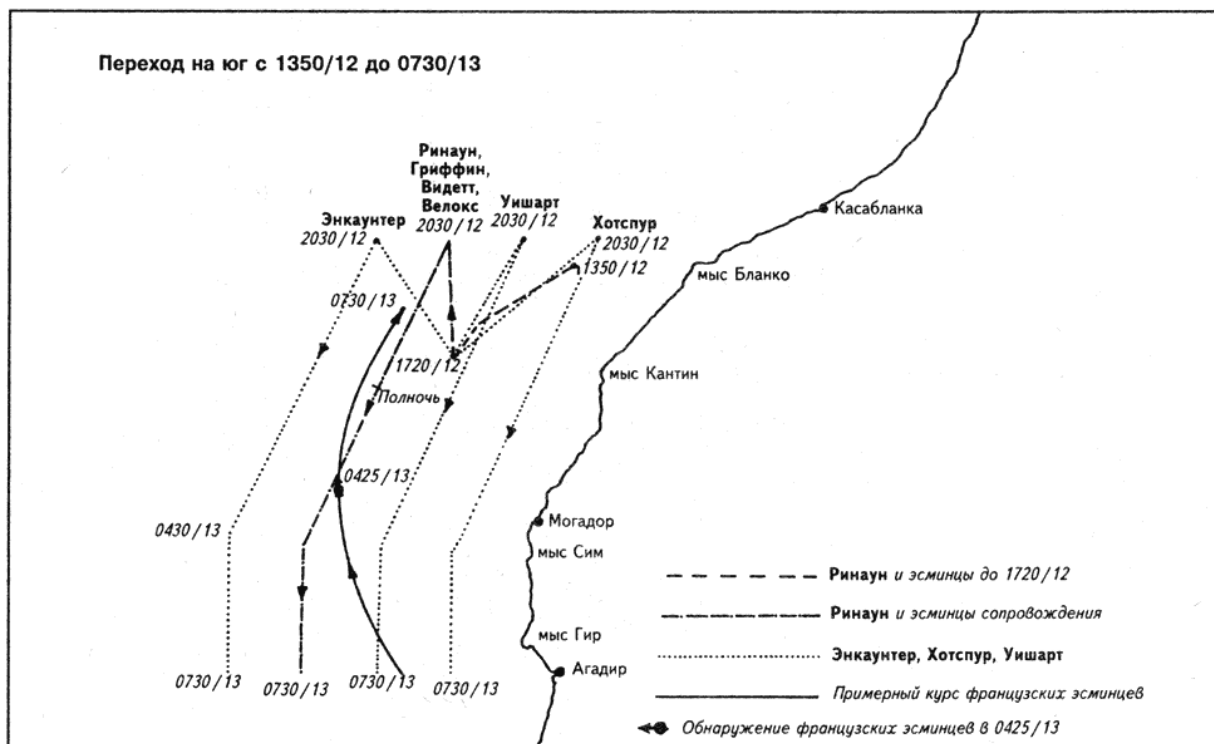 Переход на юг с 1350/12 до 0730/13
Ринаун,
Гриффин,
Видетт,
Велокс
2030/12
Энкаунтер
2030/12
Уишарт
2030/12
Хотспур
2030/12
1350/12
Касабланка
мыс Бланко
0730/13
1720/12
мыс Кантин
Полночь
0425/13
0430/13
Могадор
мыс Сим
мыс Гир
Агадир
0730/13
0730/13
0730/13
0730/13
Ринаун и эсминцы до 1720/12
Ринаун и эсминцы сопровождения
Энкаунтер, Хотспур, Уишарт
Примерный курс французских эсминцев
Обнаружение французских эсминцев в 0425/13